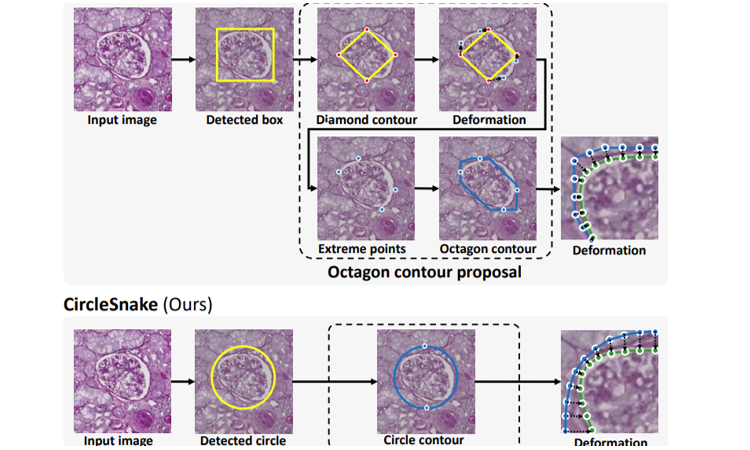 Input image
Detected box
Diamond contour
Deformation
Extreme points
Octagon contour
Deformation
Octagon contour proposal
CircleSnake (Ours)
Input image
Detected circle
Circle contour
Deformation